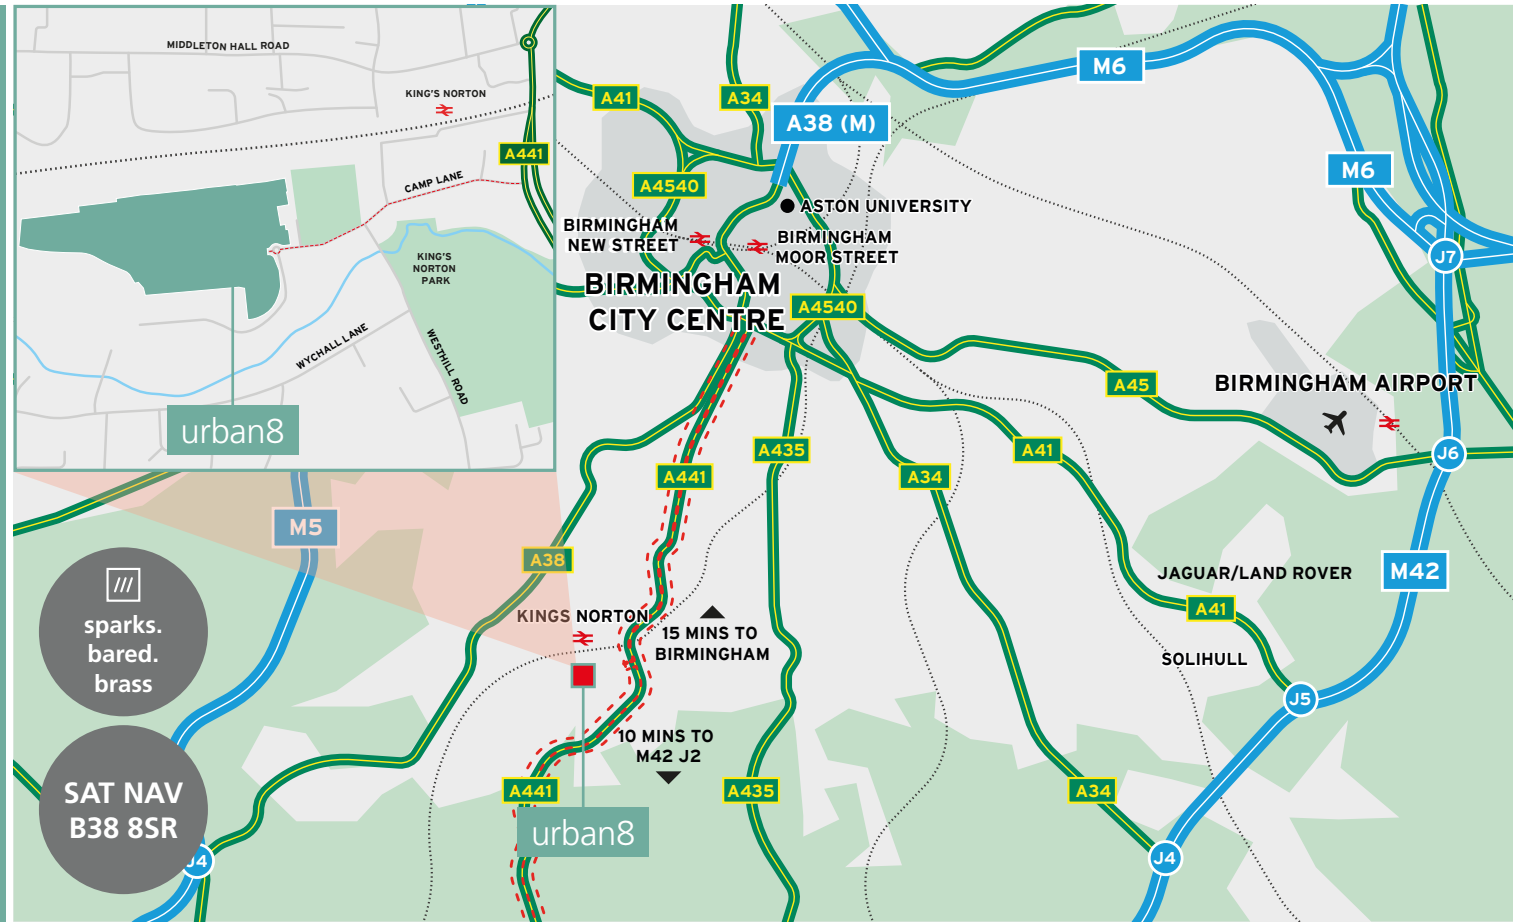 MIDDLETON HALL ROAD
KING'S NORTON
A441
CAMP LANE
KING'S
NORTON
PARK
WYCHALL LANE
WESTHILL ROAD
urban8
A41
A34
A38 (M)
M6
M6
A4540
ASTON UNIVERSITY
BIRMINGHAM
NEW STREET
BIRMINGHAM
MOOR STREET
BIRMINGHAM
CITY CENTRE
A4540
J7
A45
BIRMINGHAM AIRPORT
A435
A41
J6
A441
A34
M5
A38
M42
JAGUAR/LAND ROVER
A41
KINGS NORTON
15 MINS TO
BIRMINGHAM
SOLIHULL
sparks.
bared.
brass
J5
10 MINS TO
M42 J2
A441
A435
A34
SAT NAV
B38 8SR
urban8
J4
J4